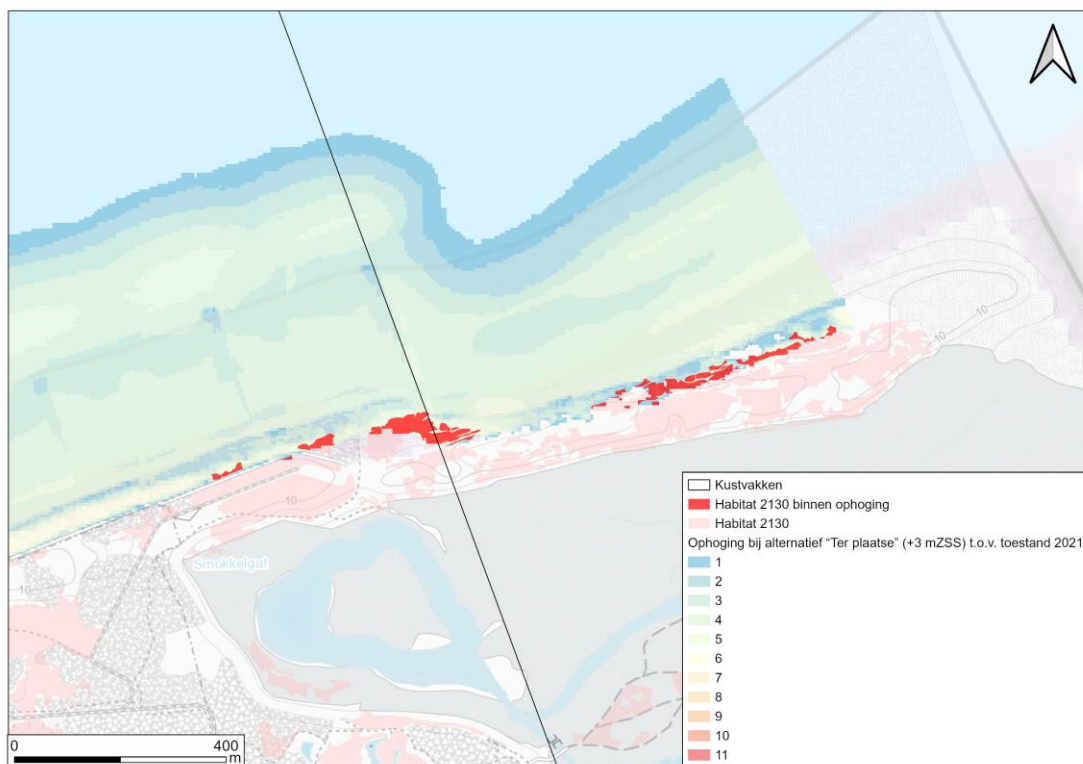 10
10
10
10
Smokkelgat
Kustvakken
Habitat 2130 binnen ophoging
Habitat 2130
Ophoging bij alternatief “Ter plaatse” (+3 mZSS) t.o.v. toestand 2021
1
2
3
4
5
6
7
8
9
10
11
0 400
m